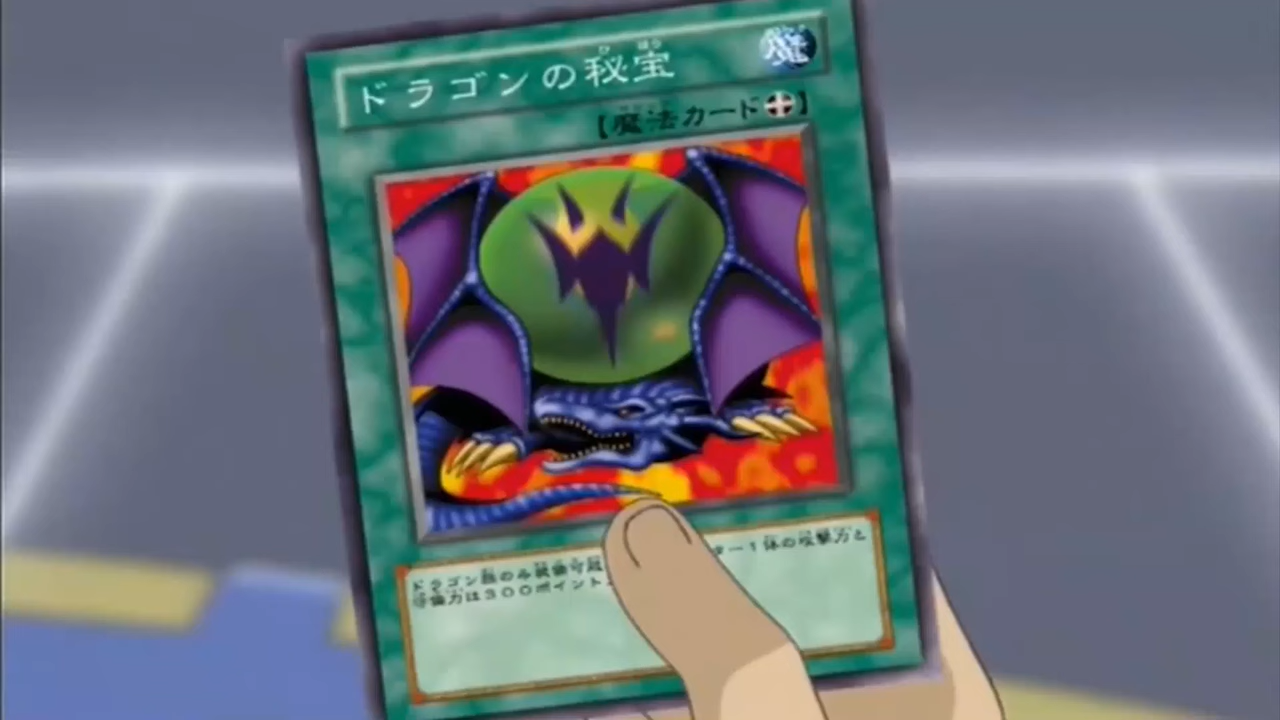 ドラゴンの秘宝
魔
【魔法カード】
ドラゴン族のみ装備可能 ター1体の攻撃力と
守備力は300ポイント